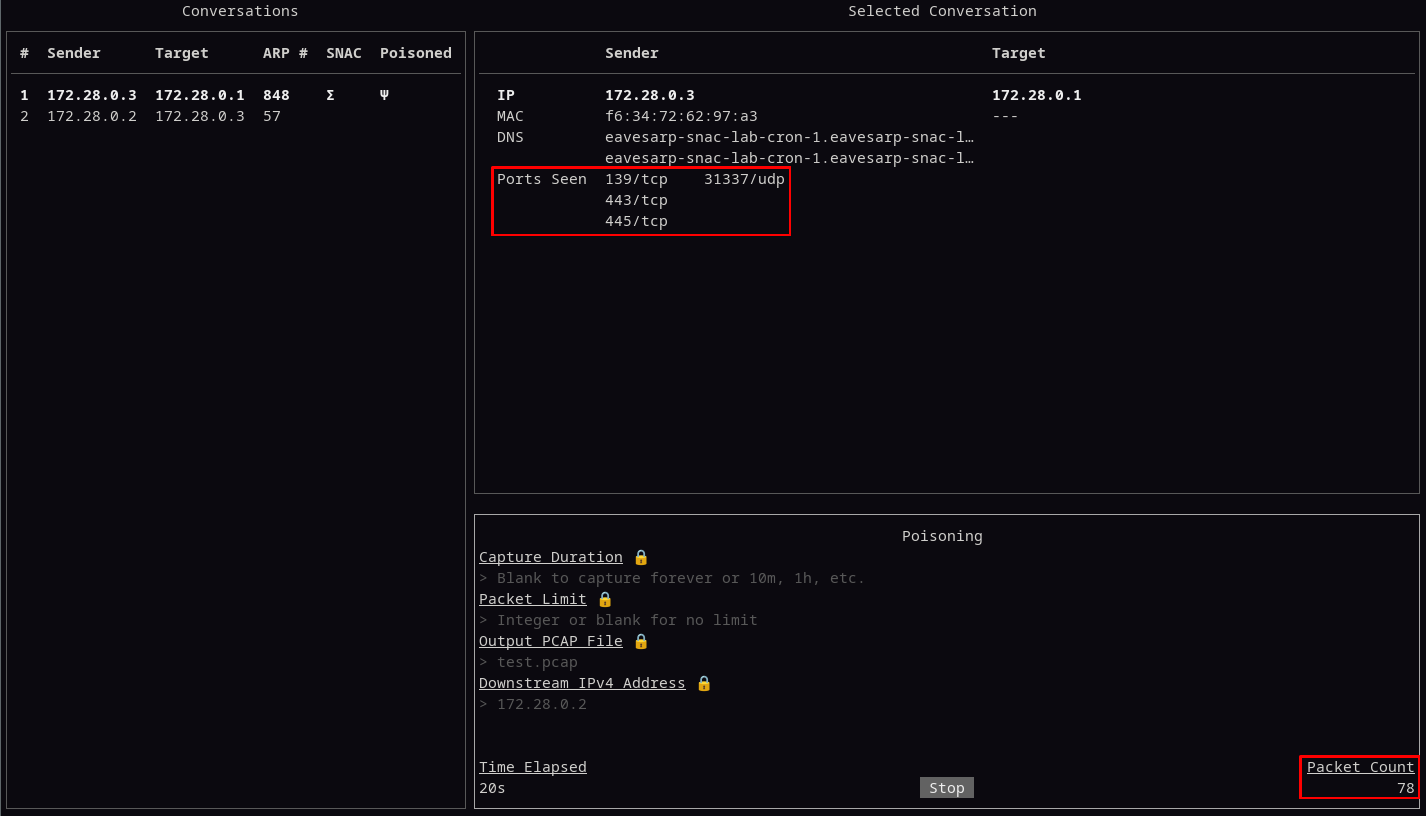 Conversations
# Sender Target ARP # SNAC Poisoned
1 172.28.0.3 172.28.0.1 848 Σ Ψ
2 172.28.0.2 172.28.0.3 57
Selected Conversation
Sender Target
IP 172.28.0.3 172.28.0.1
MAC f6:34:72:62:97:a3 ---
DNS eavesarp-snac-lab-cron-1.eavesarp-snac-l…
eavesarp-snac-lab-cron-1.eavesarp-snac-l…
Ports Seen 139/tcp 31337/udp
443/tcp
445/tcp
Poisoning
Capture Duration 🔒
> Blank to capture forever or 10m, 1h, etc.
Packet Limit 🔒
> Integer or blank for no limit
Output PCAP File 🔒
> test.pcap
Downstream IPv4 Address 🔒
> 172.28.0.2
Time Elapsed Packet Count
20s Stop 78